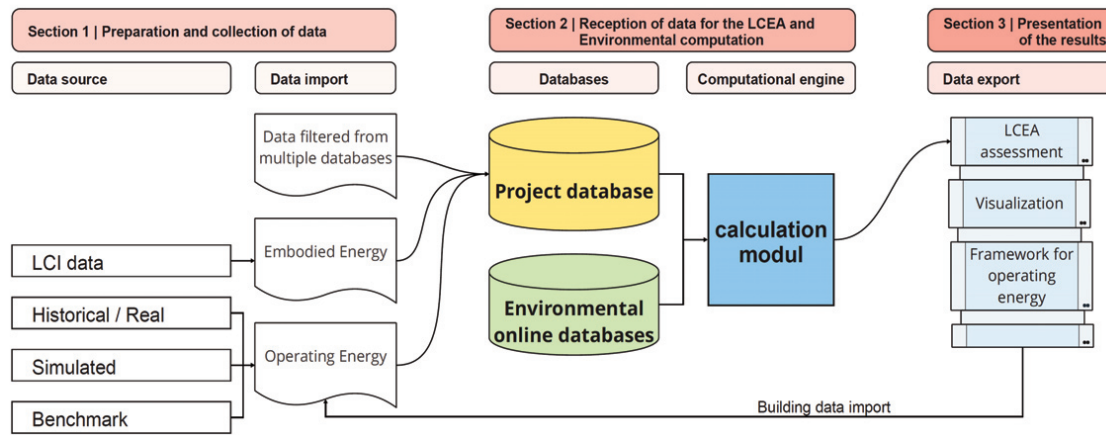 Section 1 | Preparation and collection of data
Section 2 | Reception of data for the LCEA and
Environmental computation
Section 3 | Presentation
of the results
Data source
Data import
Databases
Computational engine
Data export
Data filtered from
multiple databases
Embodied Energy
Operating Energy
LCI data
Historical / Real
Simulated
Benchmark
Project database
Environmental
online databases
calculation
modul
LCEA
assessment
Visualization
Framework for
operating
energy
Building data import